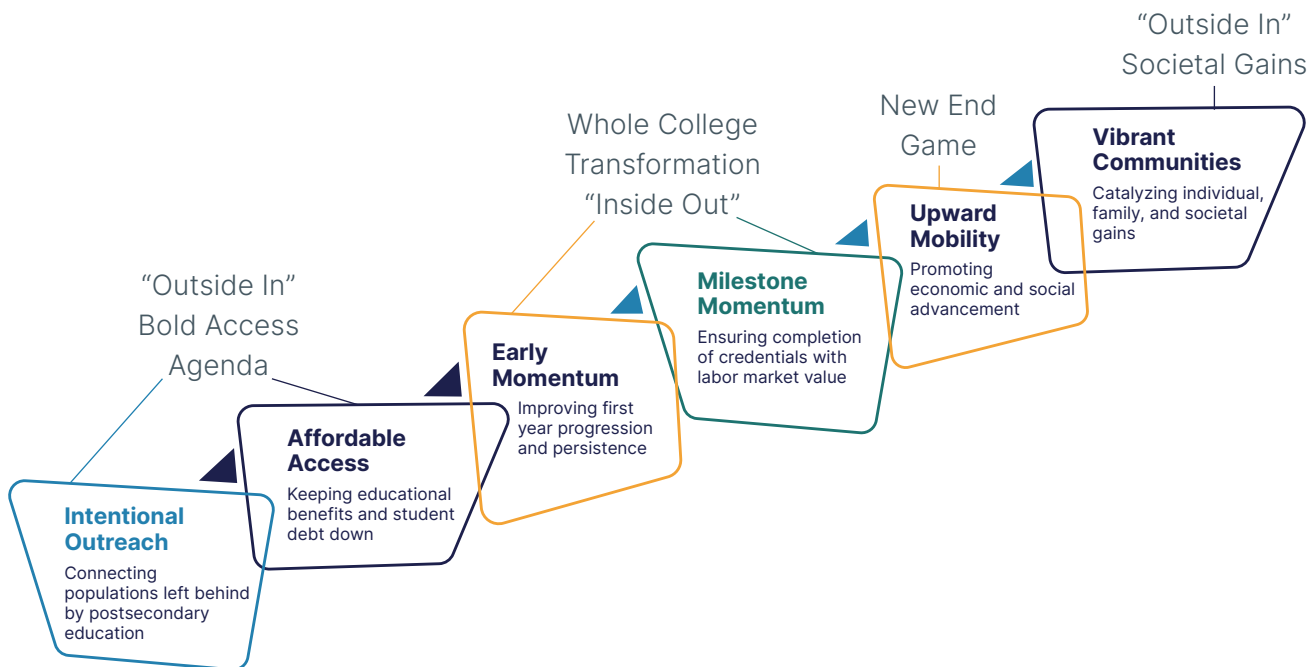 “Outside In”
Bold Access
Agenda
Intentional
Outreach
Connecting
populations left behind
by postsecondary
education
Affordable
Access
Keeping educational
benefits and student
debt down
Whole College
Transformation
“Inside Out”
Early
Momentum
Improving first
year progression
and persistence
Milestone
Momentum
Ensuring completion
of credentials with
labor market value
New End
Game
Upward
Mobility
Promoting
economic and social
advancement
“Outside In”
Societal Gains
Vibrant
Communities
Catalyzing individual,
family, and societal
gains